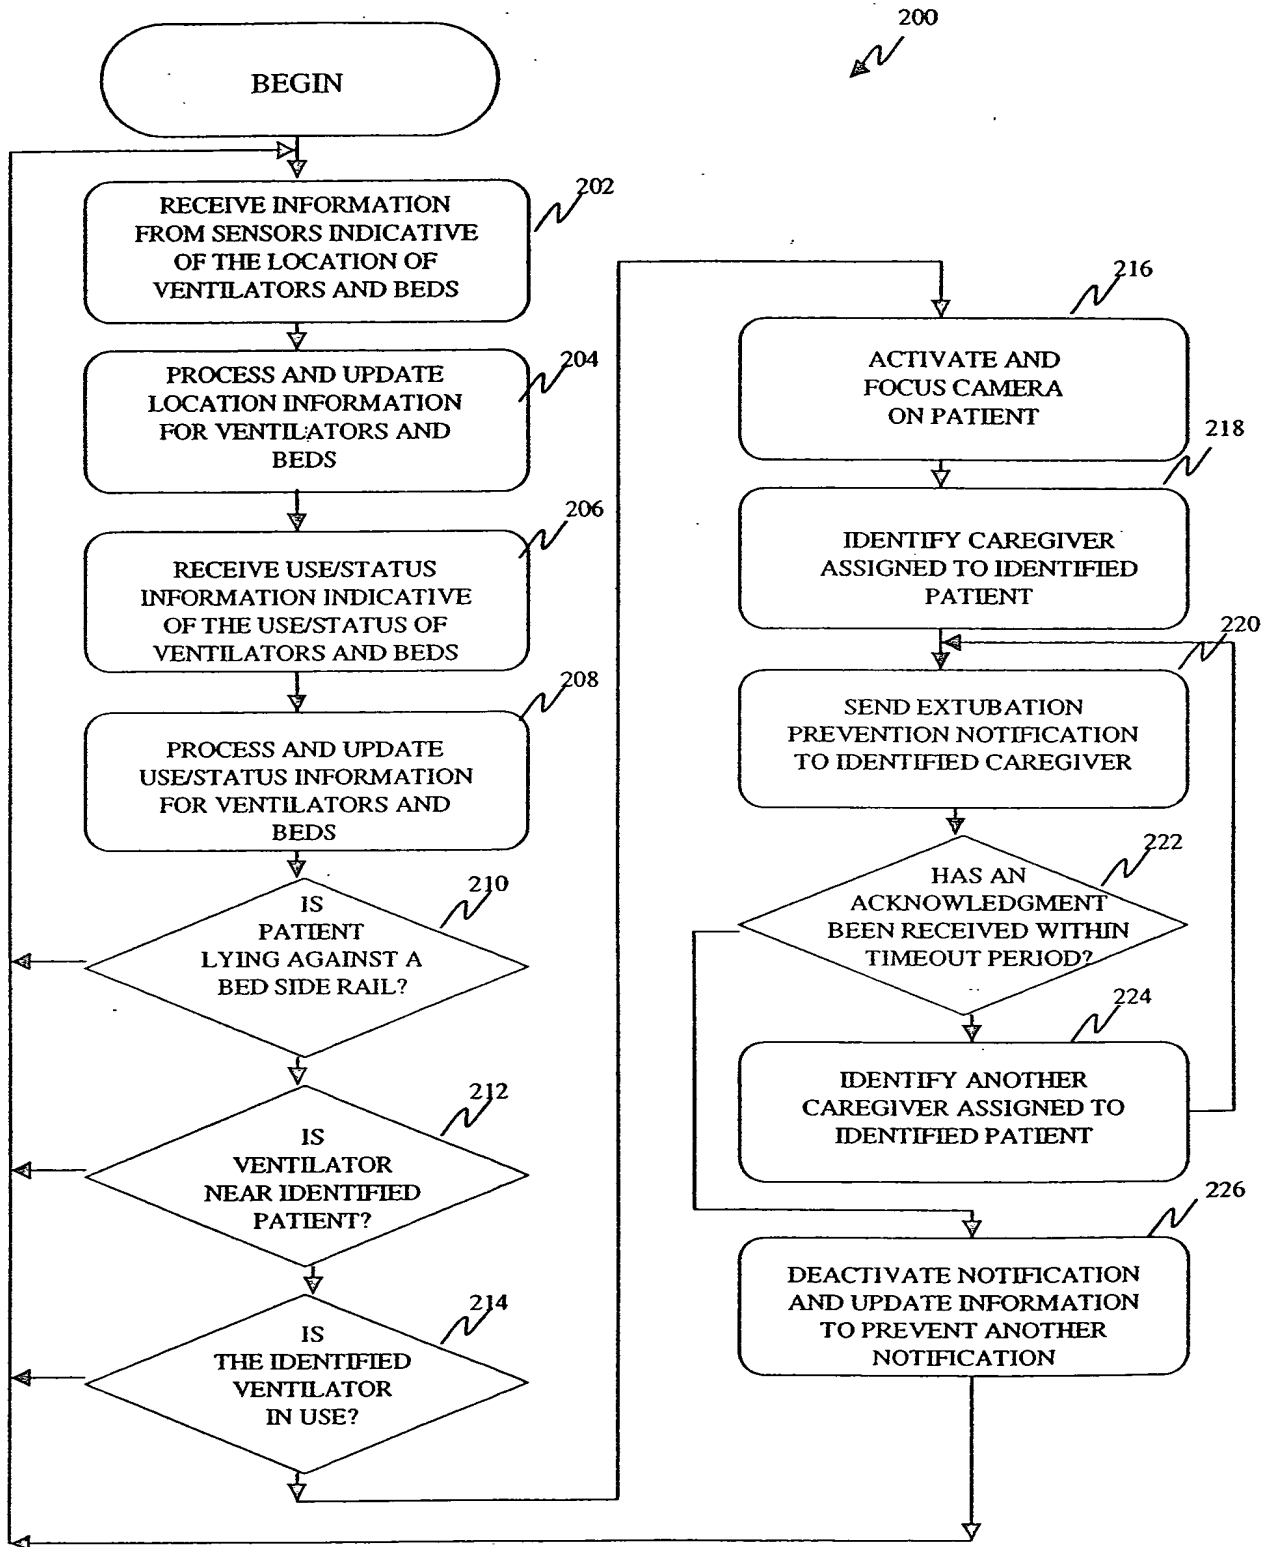 200
BEGIN
202
RECEIVE INFORMATION
FROM SENSORS INDICATIVE
OF THE LOCATION OF
VENTILATORS AND BEDS
204
PROCESS AND UPDATE
LOCATION INFORMATION
FOR VENTILATORS AND
BEDS
206
RECEIVE USE/STATUS
INFORMATION INDICATIVE
OF THE USE/STATUS OF
VENTILATORS AND BEDS
208
PROCESS AND UPDATE
USE/STATUS INFORMATION
FOR VENTILATORS AND
BEDS
210
IS
PATIENT
LYING AGAINST A
BED SIDE RAIL?
212
IS
VENTILATOR
NEAR IDENTIFIED
PATIENT?
214
IS
THE IDENTIFIED
VENTILATOR
IN USE?
216
ACTIVATE AND
FOCUS CAMERA
ON PATIENT
218
IDENTIFY CAREGIVER
ASSIGNED TO IDENTIFIED
PATIENT
220
SEND EXTUBATION
PREVENTION NOTIFICATION
TO IDENTIFIED CAREGIVER
222
HAS AN
ACKNOWLEDGMENT
BEEN RECEIVED WITHIN
TIMEOUT PERIOD?
224
IDENTIFY ANOTHER
CAREGIVER ASSIGNED TO
IDENTIFIED PATIENT
226
DEACTIVATE NOTIFICATION
AND UPDATE INFORMATION
TO PREVENT ANOTHER
NOTIFICATION